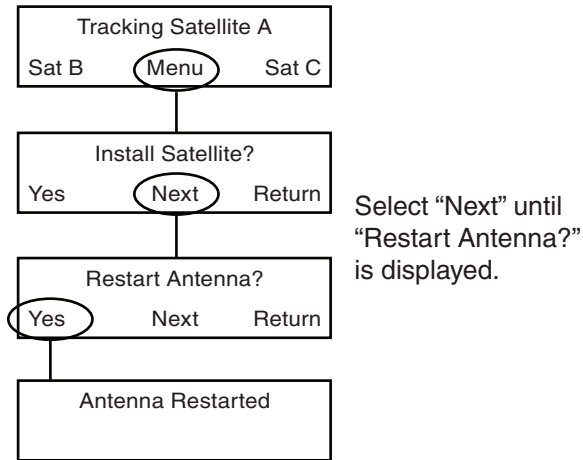 Tracking Satellite A
Sat B Menu Sat C
Install Satellite?
Yes Next Return
Select “Next” until
“Restart Antenna?”
is displayed.
Restart Antenna?
Yes Next Return
Antenna Restarted